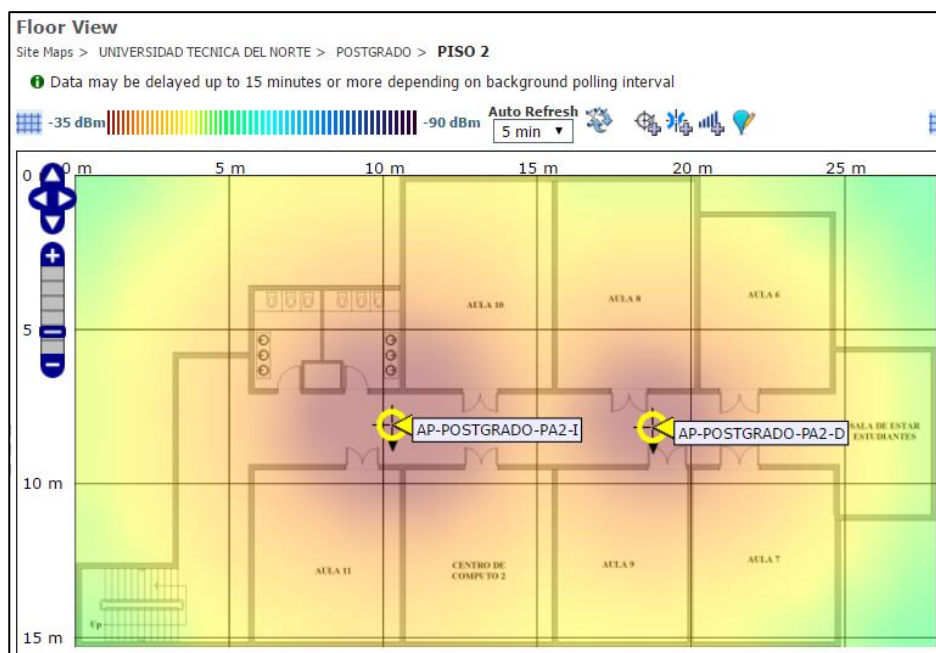 Floor View
Site Maps > UNIVERSIDAD TECNICA DEL NORTE > POSTGRADO > PISO 2
Data may be delayed up to 15 minutes or more depending on background polling interval
-35 dBm -90 dBm Auto Refresh
5 min
0 m 5 m 10 m 15 m 20 m 25 m
0
AULA 10 AULA 8 AULA 6
5
AP-POSTGRADO-PA2-I AP-POSTGRADO-PA2-D SALA DE ESTAR
ESTUDIANTES
10 m
AULA 11 CENTRO DE
COMPUTO 2 AULA 9 AULA 7
Up
15 m